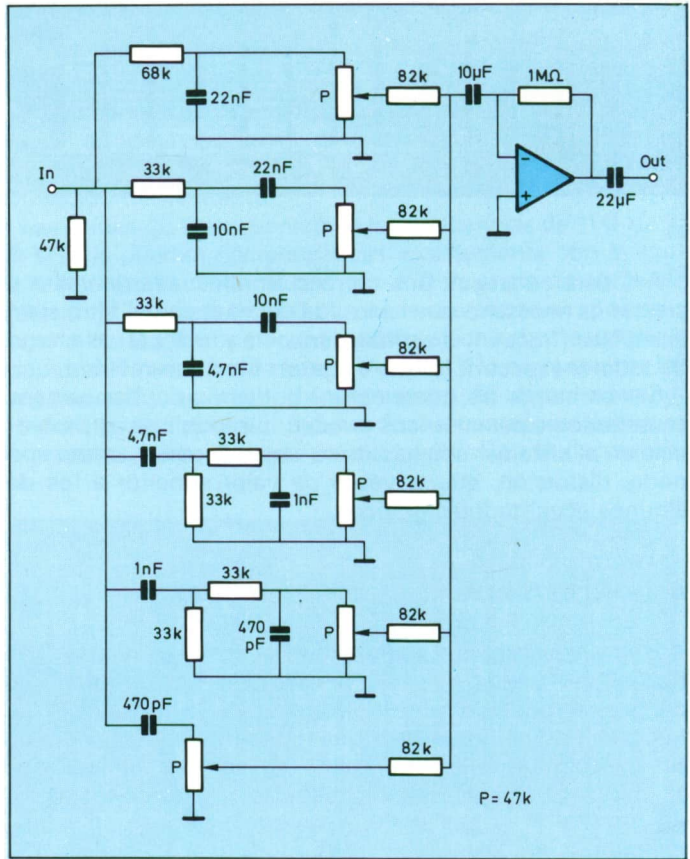 68k
22nF
P
82k
10µF
1MΩ
-
+
Out
22µF
In
47k
33k
22nF
10nF
P
82k
33k
10nF
4,7nF
P
82k
4,7nF
33k
33k
1nF
P
82k
1nF
33k
33k
470
pF
P
82k
470pF
P
82k
P = 47k